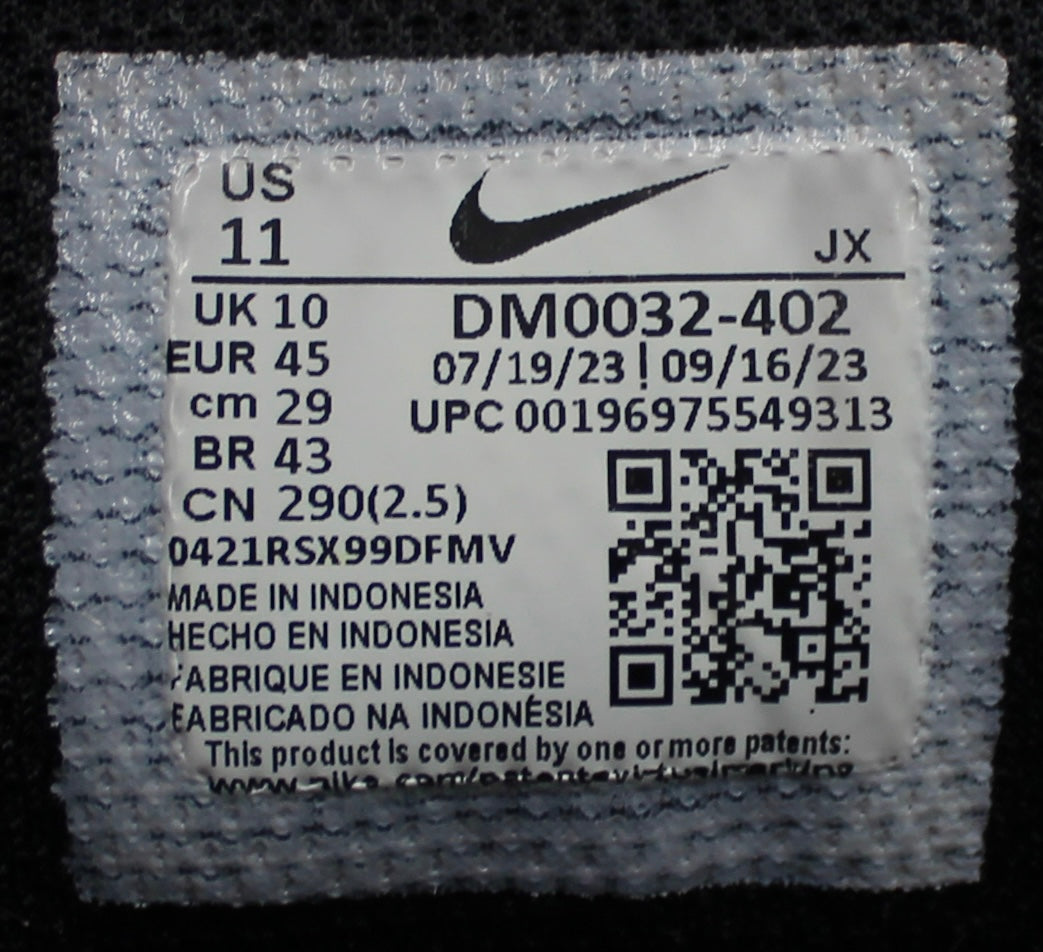 US
11
JX
UK 10
DM0032-402
EUR 45
07/19/23 | 09/16/23
cm 29
UPC 00196975549313
BR 43
CN 290(2.5)
0421RSX99DFMV
MADE IN INDONESIA
HECHO EN INDONESIA
FABRIQUE EN INDONESIE
FABRICADO NA INDONÉSIA
This product is covered by one or more patents: